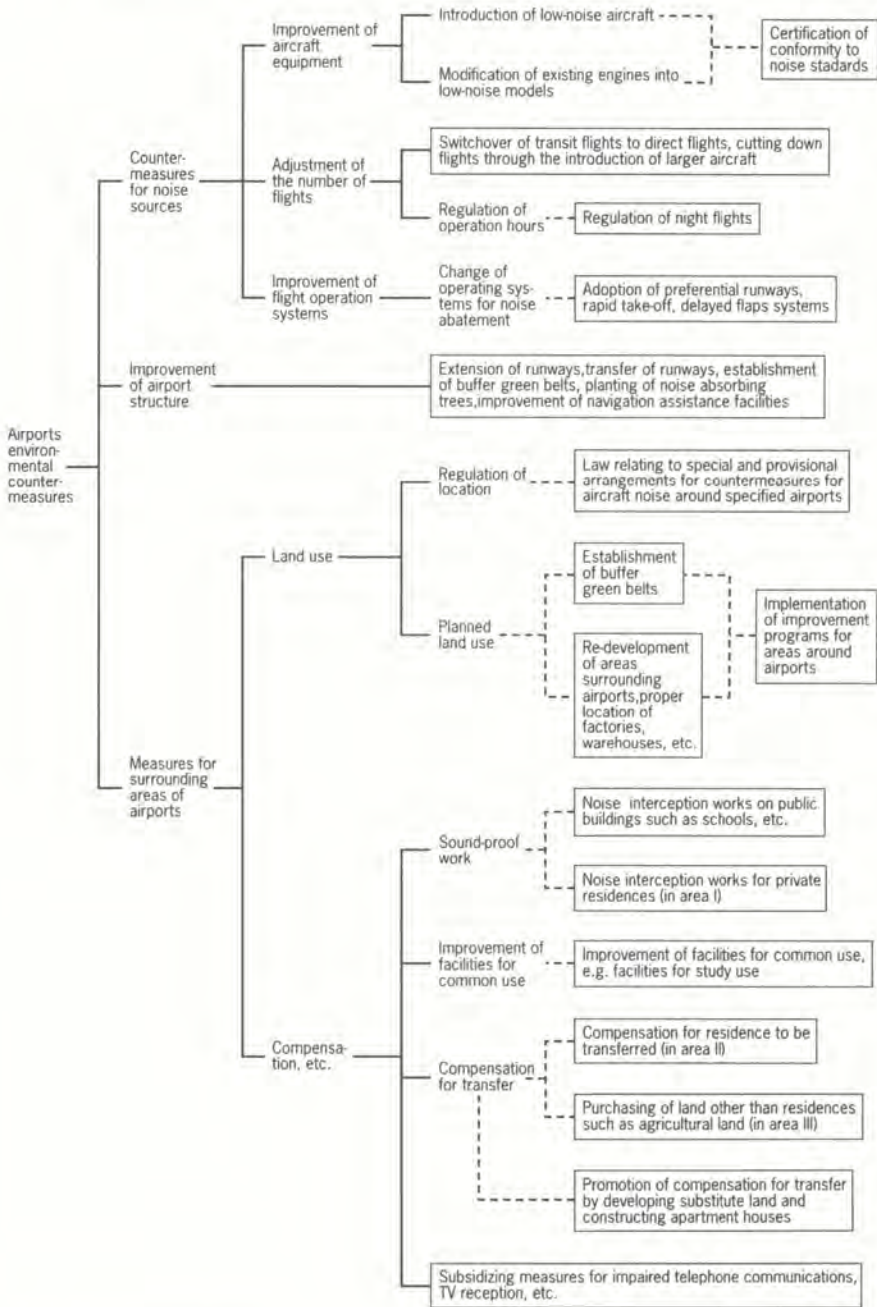 Airports
environ-
mental
counter-
measures
Counter-
measures
for noise
sources
Improvement of
aircraft
equipment
Introduction of low-noise aircraft
Modification of existing engines into
low-noise models
Certification of
conformity to
noise stadards
Adjustment of
the number of
flights
Switchover of transit flights to direct flights, cutting down
flights through the introduction of larger aircraft
Regulation of
operation hours
Regulation of night flights
Improvement of
flight operation
systems
Change of
operating sys-
tems for noise
abatement
Adoption of preferential runways,
rapid take-off, delayed flaps systems
Improvement
of airport
structure
Extension of runways,transfer of runways, establishment
of buffer green belts, planting of noise absorbing
trees,improvement of navigation assistance facilities
Measures for
surrounding
areas of
airports
Land use
Regulation of
location
Law relating to special and provisional
arrangements for countermeasures for
aircraft noise around specified airports
Planned
land use
Establishment
of buffer
green belts
Re-development
of areas
surrounding
airports,proper
location of
factories,
warehouses, etc.
Implementation
of improvement
programs for
areas around
airports
Compensa-
tion, etc.
Sound-proof
work
Noise interception works on public
buildings such as schools, etc.
Noise interception works for private
residences (in area I)
Improvement of
facilities for
common use
Improvement of facilities for common use,
e.g. facilities for study use
Compensation
for transfer
Compensation for residence to be
transferred (in area II)
Purchasing of land other than residences
such as agricultural land (in area III)
Promotion of compensation for transfer
by developing substitute land and
constructing apartment houses
Subsidizing measures for impaired telephone communications,
TV reception, etc.